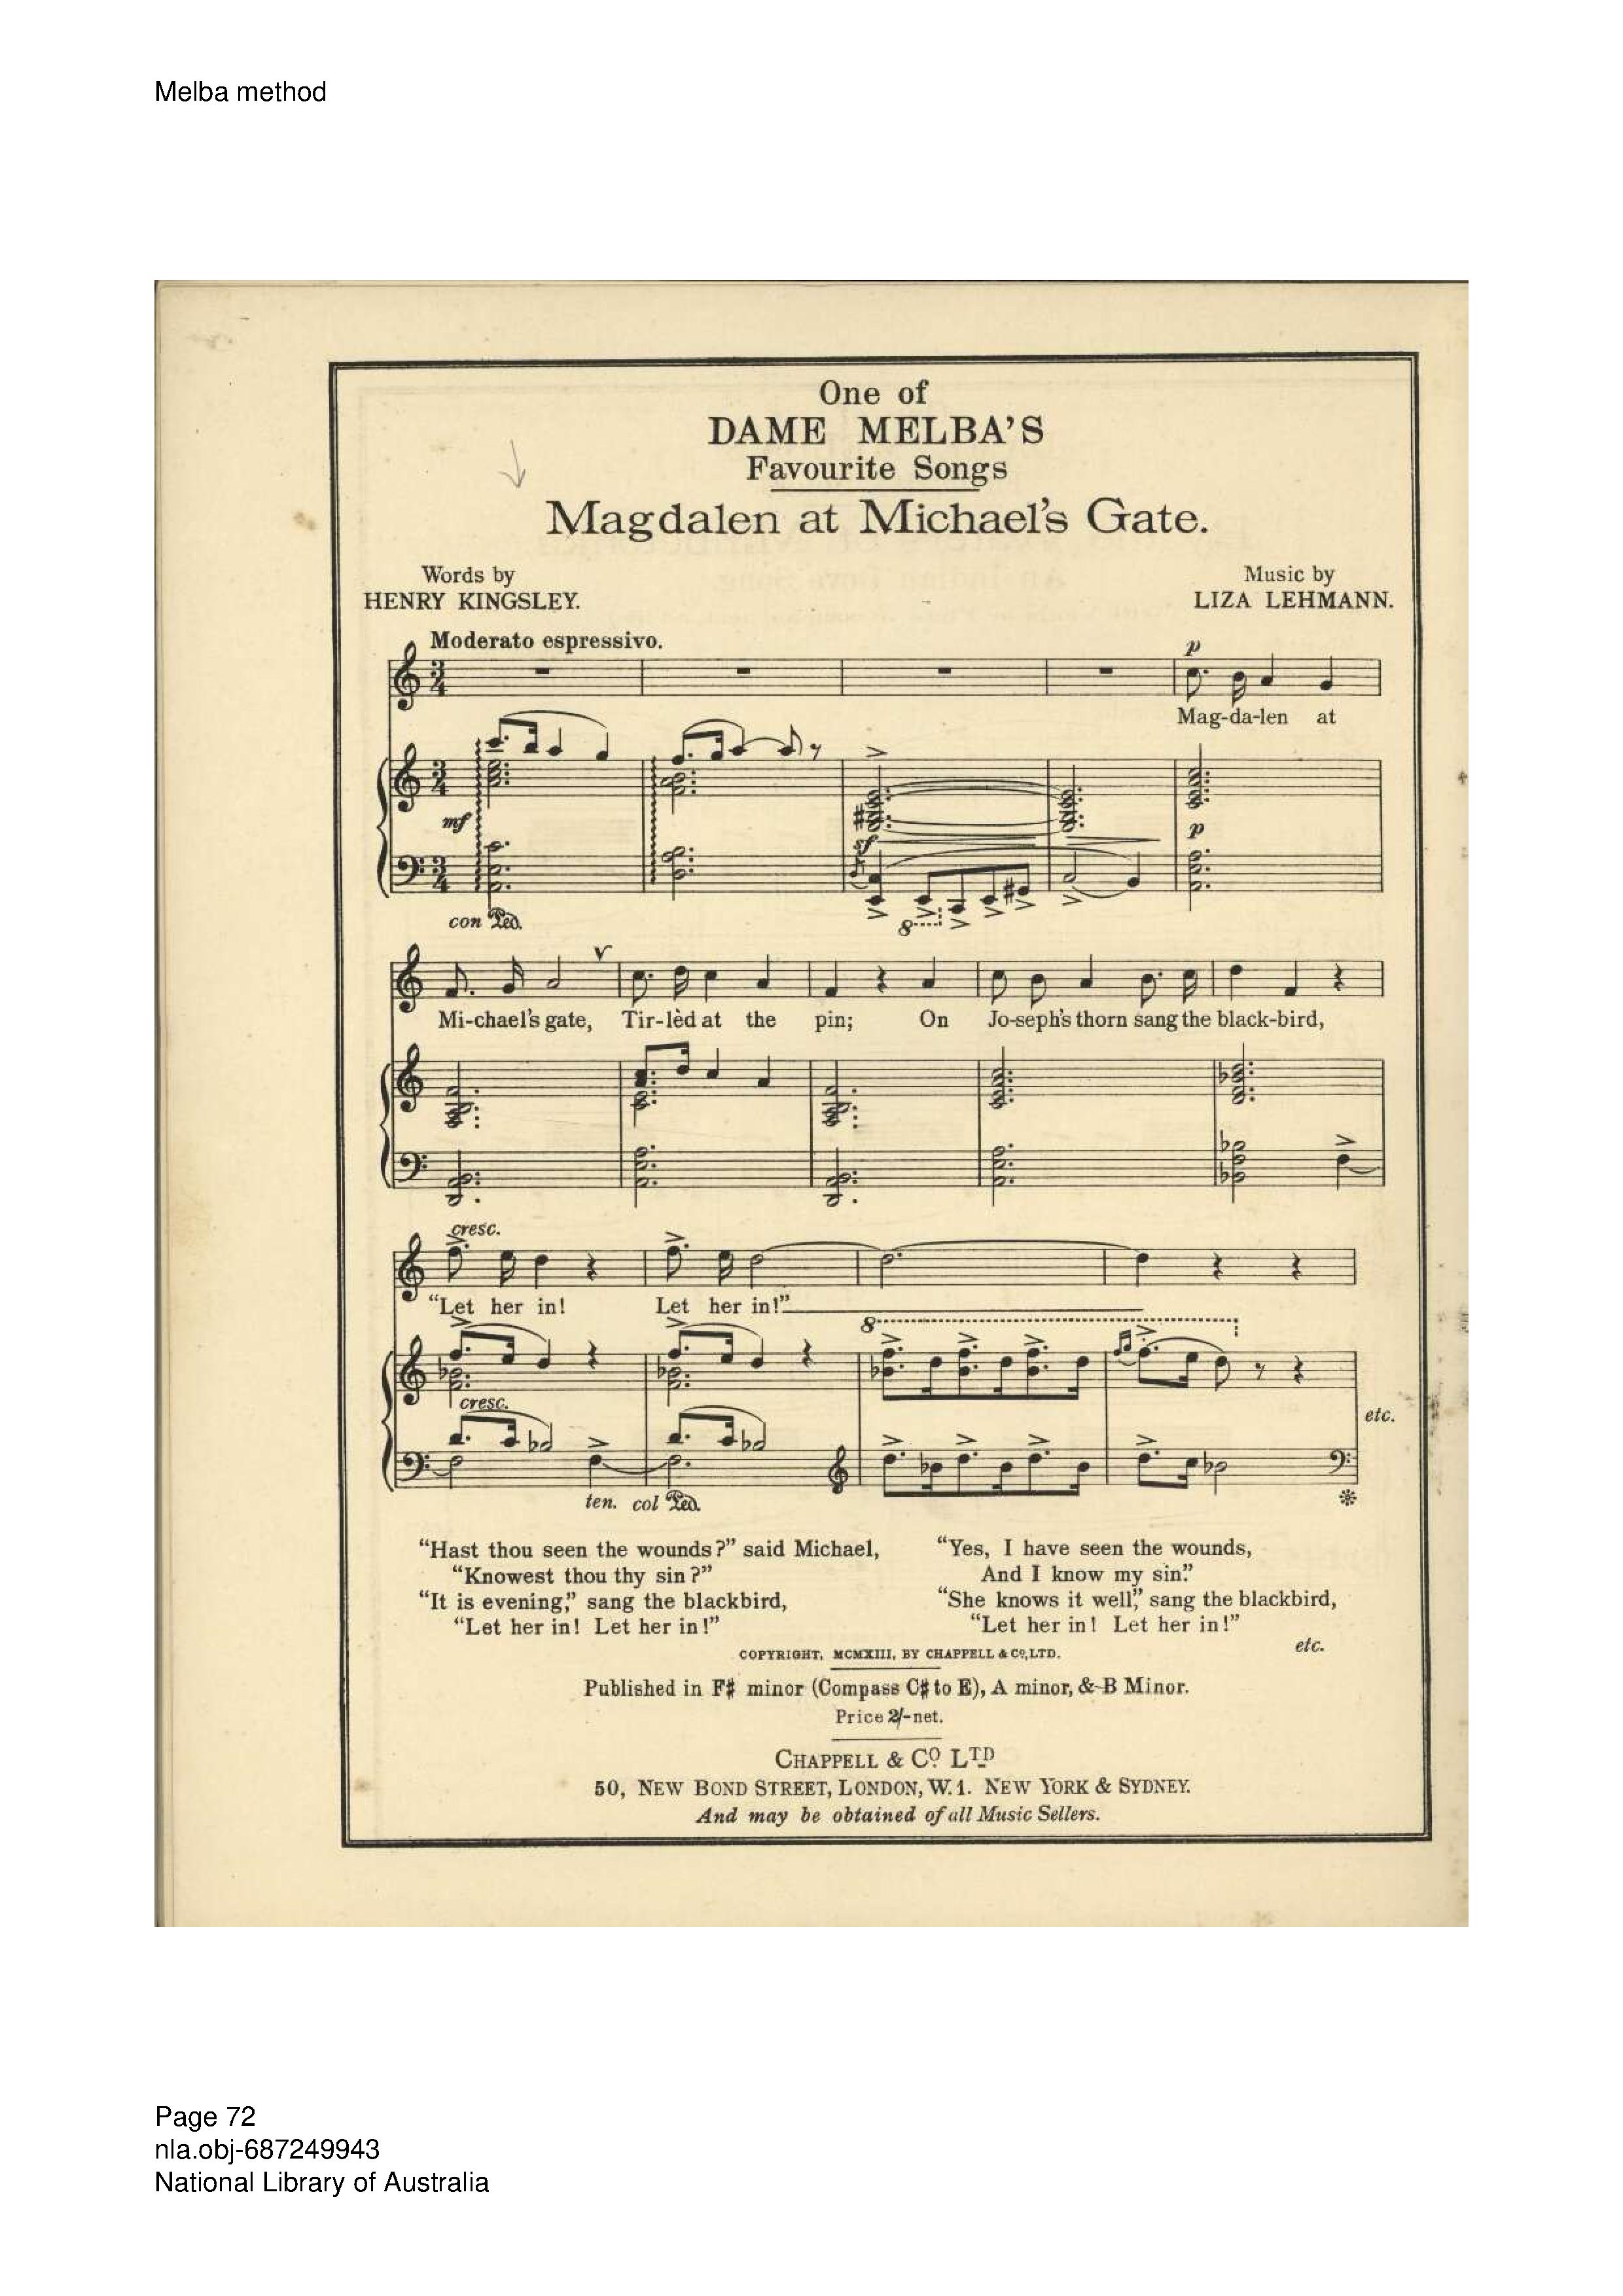 Melba method
One of
DAME MELBA'S
Favourite Songs
Magdalen at Michael's Gate.
Words by
HENRY KINGSLEY.
Music by
LIZA LEHMANN.
Moderato espressivo.
p
Mag-da-len at
mf
sf
p
con Ped.
8
Mi-chael's gate, Tir-lèd at the pin; On Jo-seph's thorn sang the black-bird,
cresc.
"Let her in! Let her in!"
8
cresc.
etc.
ten. col Ped.
"Hast thou seen the wounds?" said Michael,
"Knowest thou thy sin?"
"It is evening," sang the blackbird,
"Let her in! Let her in!"
"Yes, I have seen the wounds,
And I know my sin."
"She knows it well," sang the blackbird,
"Let her in! Let her in!"
etc.
COPYRIGHT, MCMXIII, BY CHAPPELL & Co, LTD.
Published in F♯ minor (Compass C♯ to E), A minor, & B Minor.
Price 2/- net.
CHAPPELL & Co LTD
50, NEW BOND STREET, LONDON, W.1. NEW YORK & SYDNEY.
And may be obtained of all Music Sellers.
Page 72
nla.obj-687249943
National Library of Australia